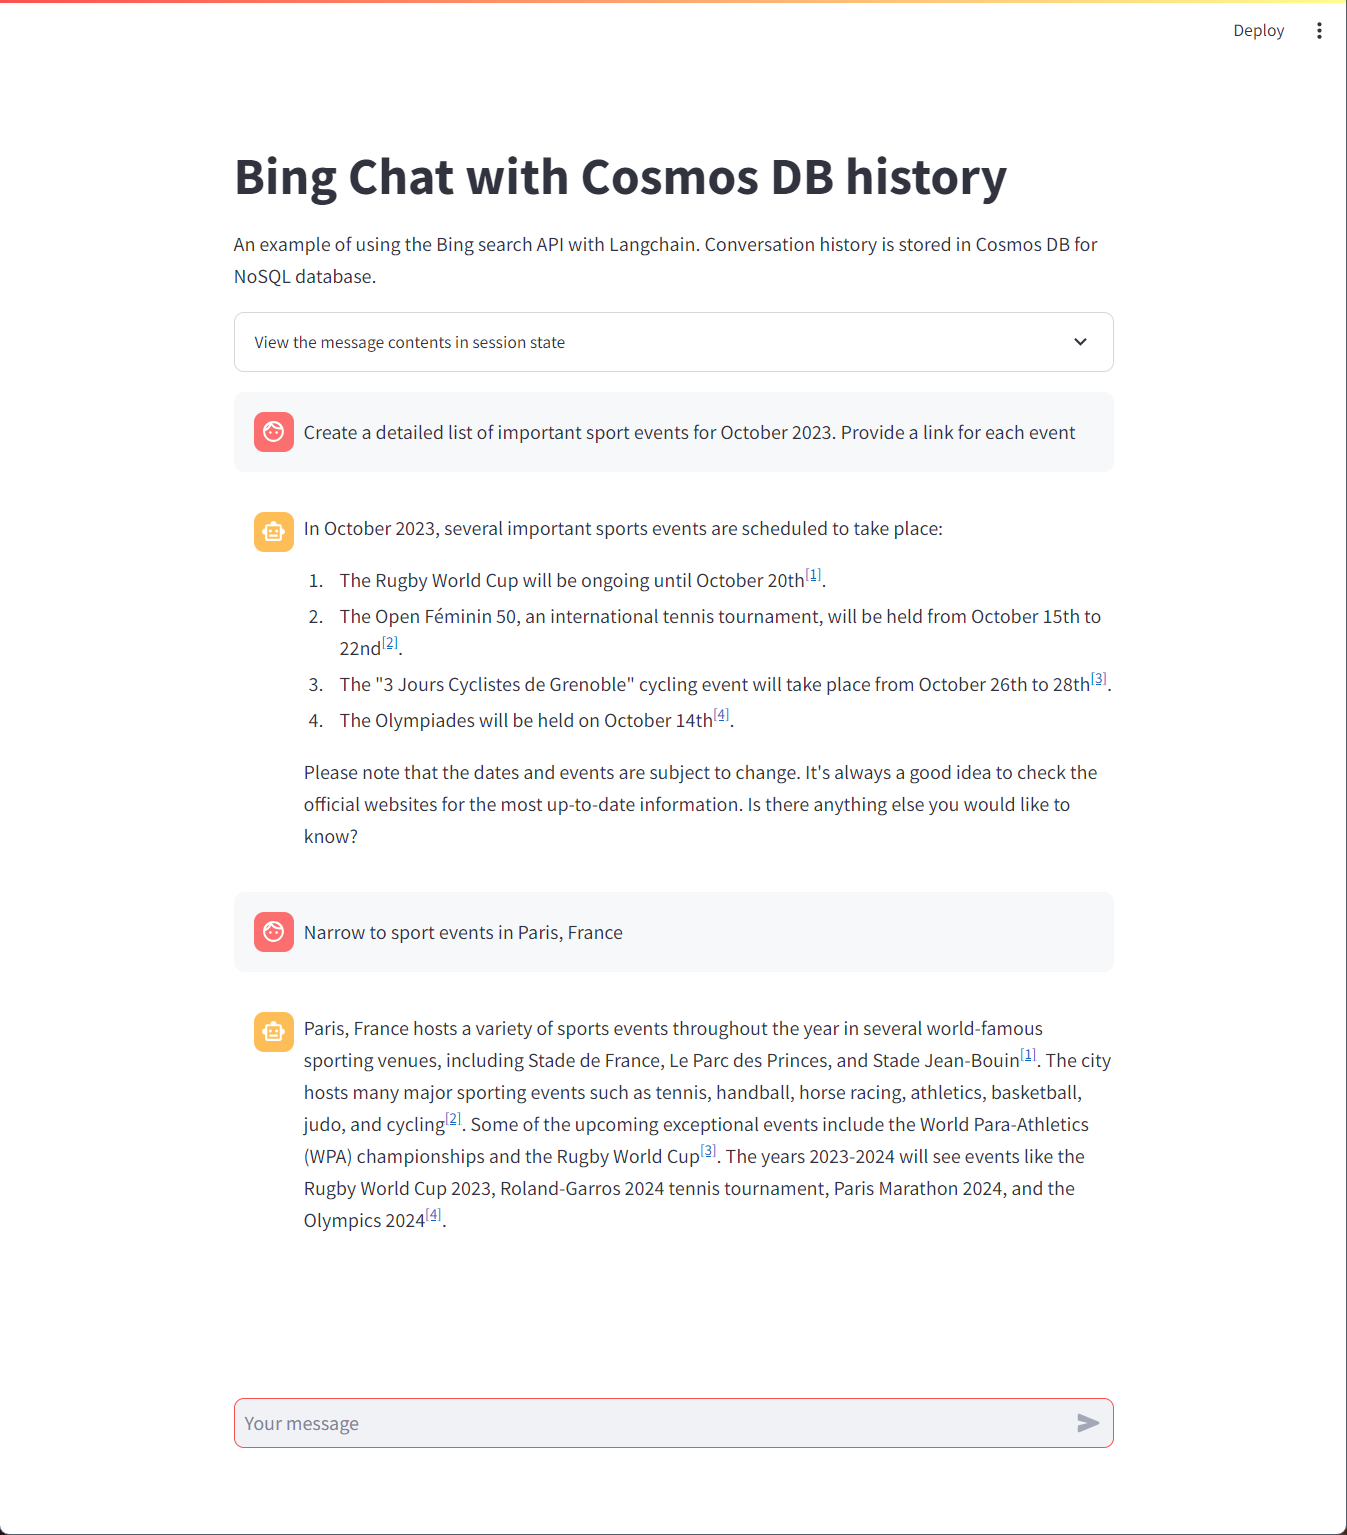 Deploy
Bing Chat with Cosmos DB history
An example of using the Bing search API with Langchain. Conversation history is stored in Cosmos DB for
NoSQL database.
View the message contents in session state
Create a detailed list of important sport events for October 2023. Provide a link for each event
In October 2023, several important sports events are scheduled to take place:
1. The Rugby World Cup will be ongoing until October 20th[1].
2. The Open Féminin 50, an international tennis tournament, will be held from October 15th to
22nd[2].
3. The "3 Jours Cyclistes de Grenoble" cycling event will take place from October 26th to 28th[3].
4. The Olympiades will be held on October 14th[4].
Please note that the dates and events are subject to change. It's always a good idea to check the
official websites for the most up-to-date information. Is there anything else you would like to
know?
Narrow to sport events in Paris, France
Paris, France hosts a variety of sports events throughout the year in several world-famous
sporting venues, including Stade de France, Le Parc des Princes, and Stade Jean-Bouin[1]. The city
hosts many major sporting events such as tennis, handball, horse racing, athletics, basketball,
judo, and cycling[2]. Some of the upcoming exceptional events include the World Para-Athletics
(WPA) championships and the Rugby World Cup[3]. The years 2023-2024 will see events like the
Rugby World Cup 2023, Roland-Garros 2024 tennis tournament, Paris Marathon 2024, and the
Olympics 2024[4].
Your message